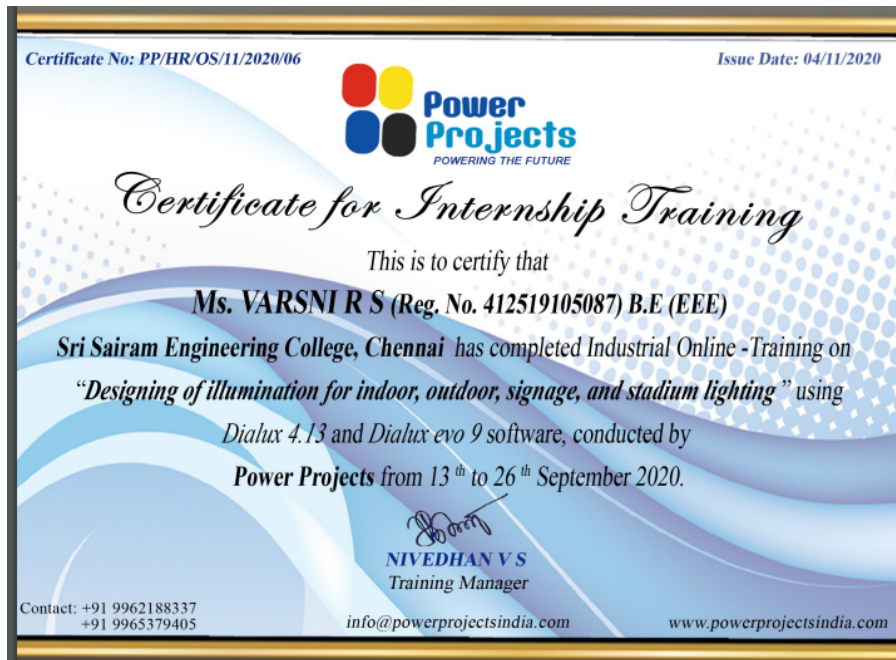 Certificate No: PP/HR/OS/11/2020/06
Issue Date: 04/11/2020
Power
Projects
POWERING THE FUTURE
Certificate for Internship Training
This is to certify that
Ms. VARSNI R S (Reg. No. 412519105087) B.E (EEE)
Sri Sairam Engineering College, Chennai has completed Industrial Online -Training on
“Designing of illumination for indoor, outdoor, signage, and stadium lighting ” using
Dialux 4.13 and Dialux evo 9 software, conducted by
Power Projects from 13 th to 26 th September 2020.
NIVEDHAN V S
Training Manager
Contact: +91 9962188337
+91 9965379405
info@powerprojectsindia.com
www.powerprojectsindia.com